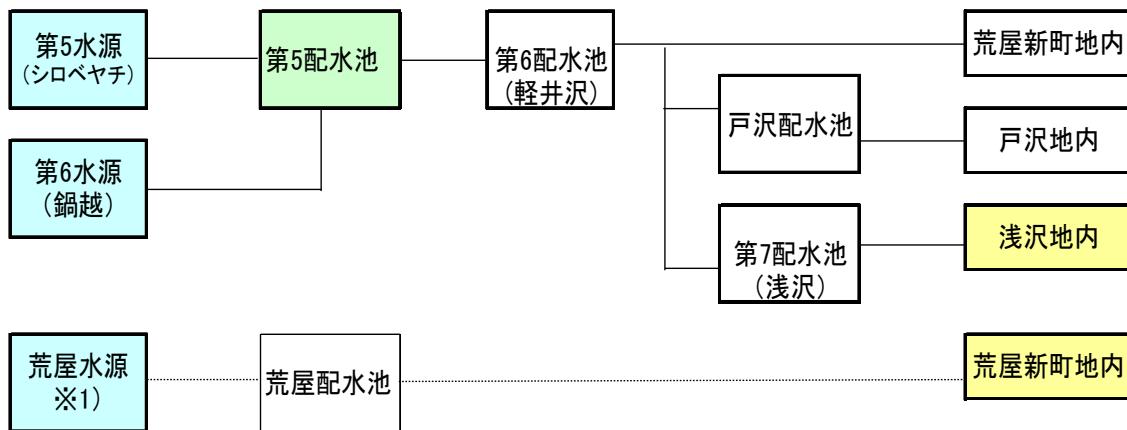 第5水源
(シロベヤチ)
第5配水池
第6配水池
(軽井沢)
荒屋新町地内
戸沢配水池
戸沢地内
第6水源
(鍋越)
第7配水池
(浅沢)
浅沢地内
荒屋水源
※1)
荒屋配水池
荒屋新町地内